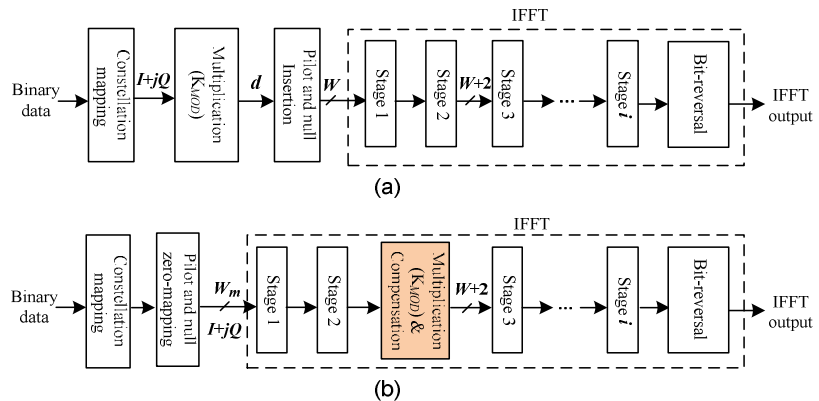 IFFT
Binary
data
Constellation
mapping
I+jQ
Multiplication
(KMOD)
d
Pilot and null
Insertion
W
Stage 1
Stage 2
W+2
Stage 3
...
Stage i
Bit-reversal
IFFT
output
(a)
IFFT
Binary
data
Constellation
mapping
Pilot and null
zero-mapping
Wm
I+jQ
Stage 1
Stage 2
Multiplication
(KMOD) &
Compensation
W+2
Stage 3
...
Stage i
Bit-reversal
IFFT
output
(b)